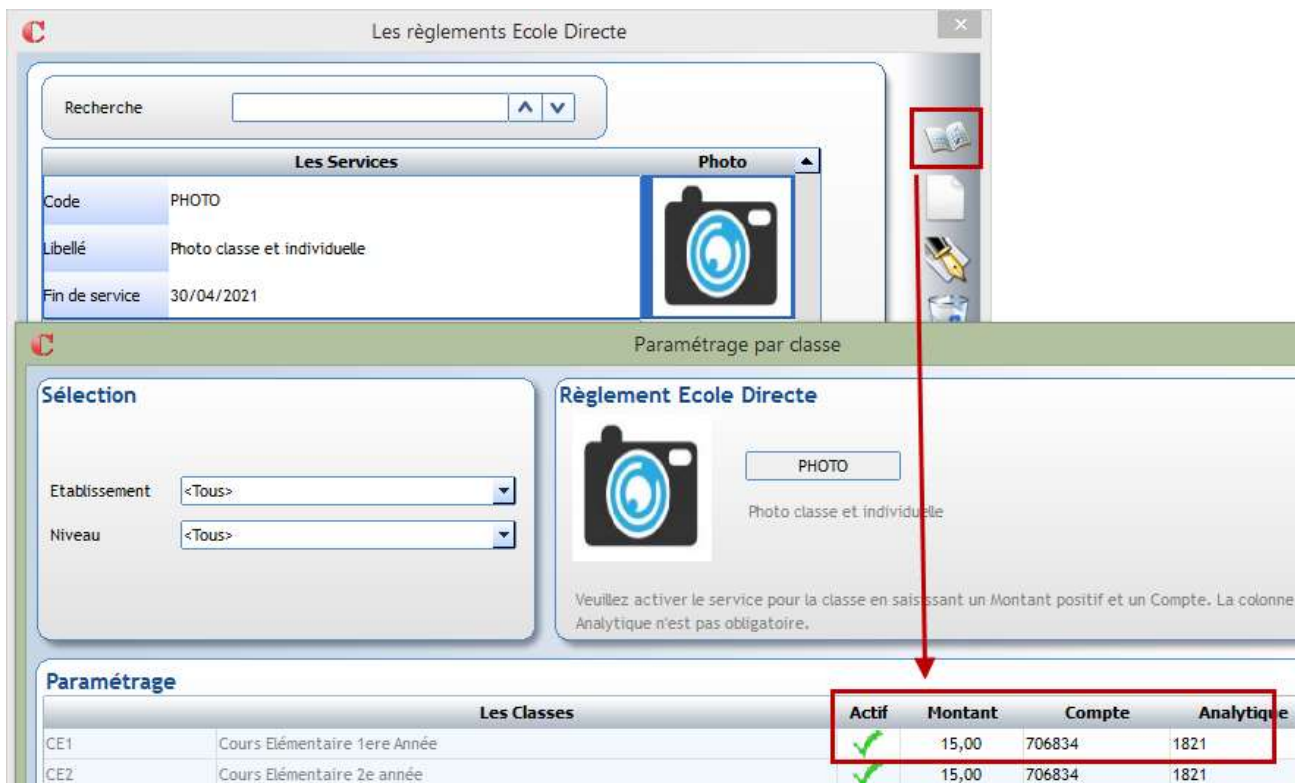 Les règlements Ecole Directe
Recherche
Les Services Photo
Code PHOTO
Libellé Photo classe et individuelle
Fin de service 30/04/2021
Paramétrage par classe
Sélection
Etablissement <Tous>
Niveau <Tous>
Règlement Ecole Directe
PHOTO
Photo classe et individuelle
Veuillez activer le service pour la classe en saisissant un Montant positif et un Compte. La colonne
Analytique n'est pas obligatoire.
Paramétrage
Les Classes Actif Montant Compte Analytique
CE1 Cours Elémentaire 1ere Année 15,00 706834 1821
CE2 Cours Elémentaire 2e année 15,00 706834 1821